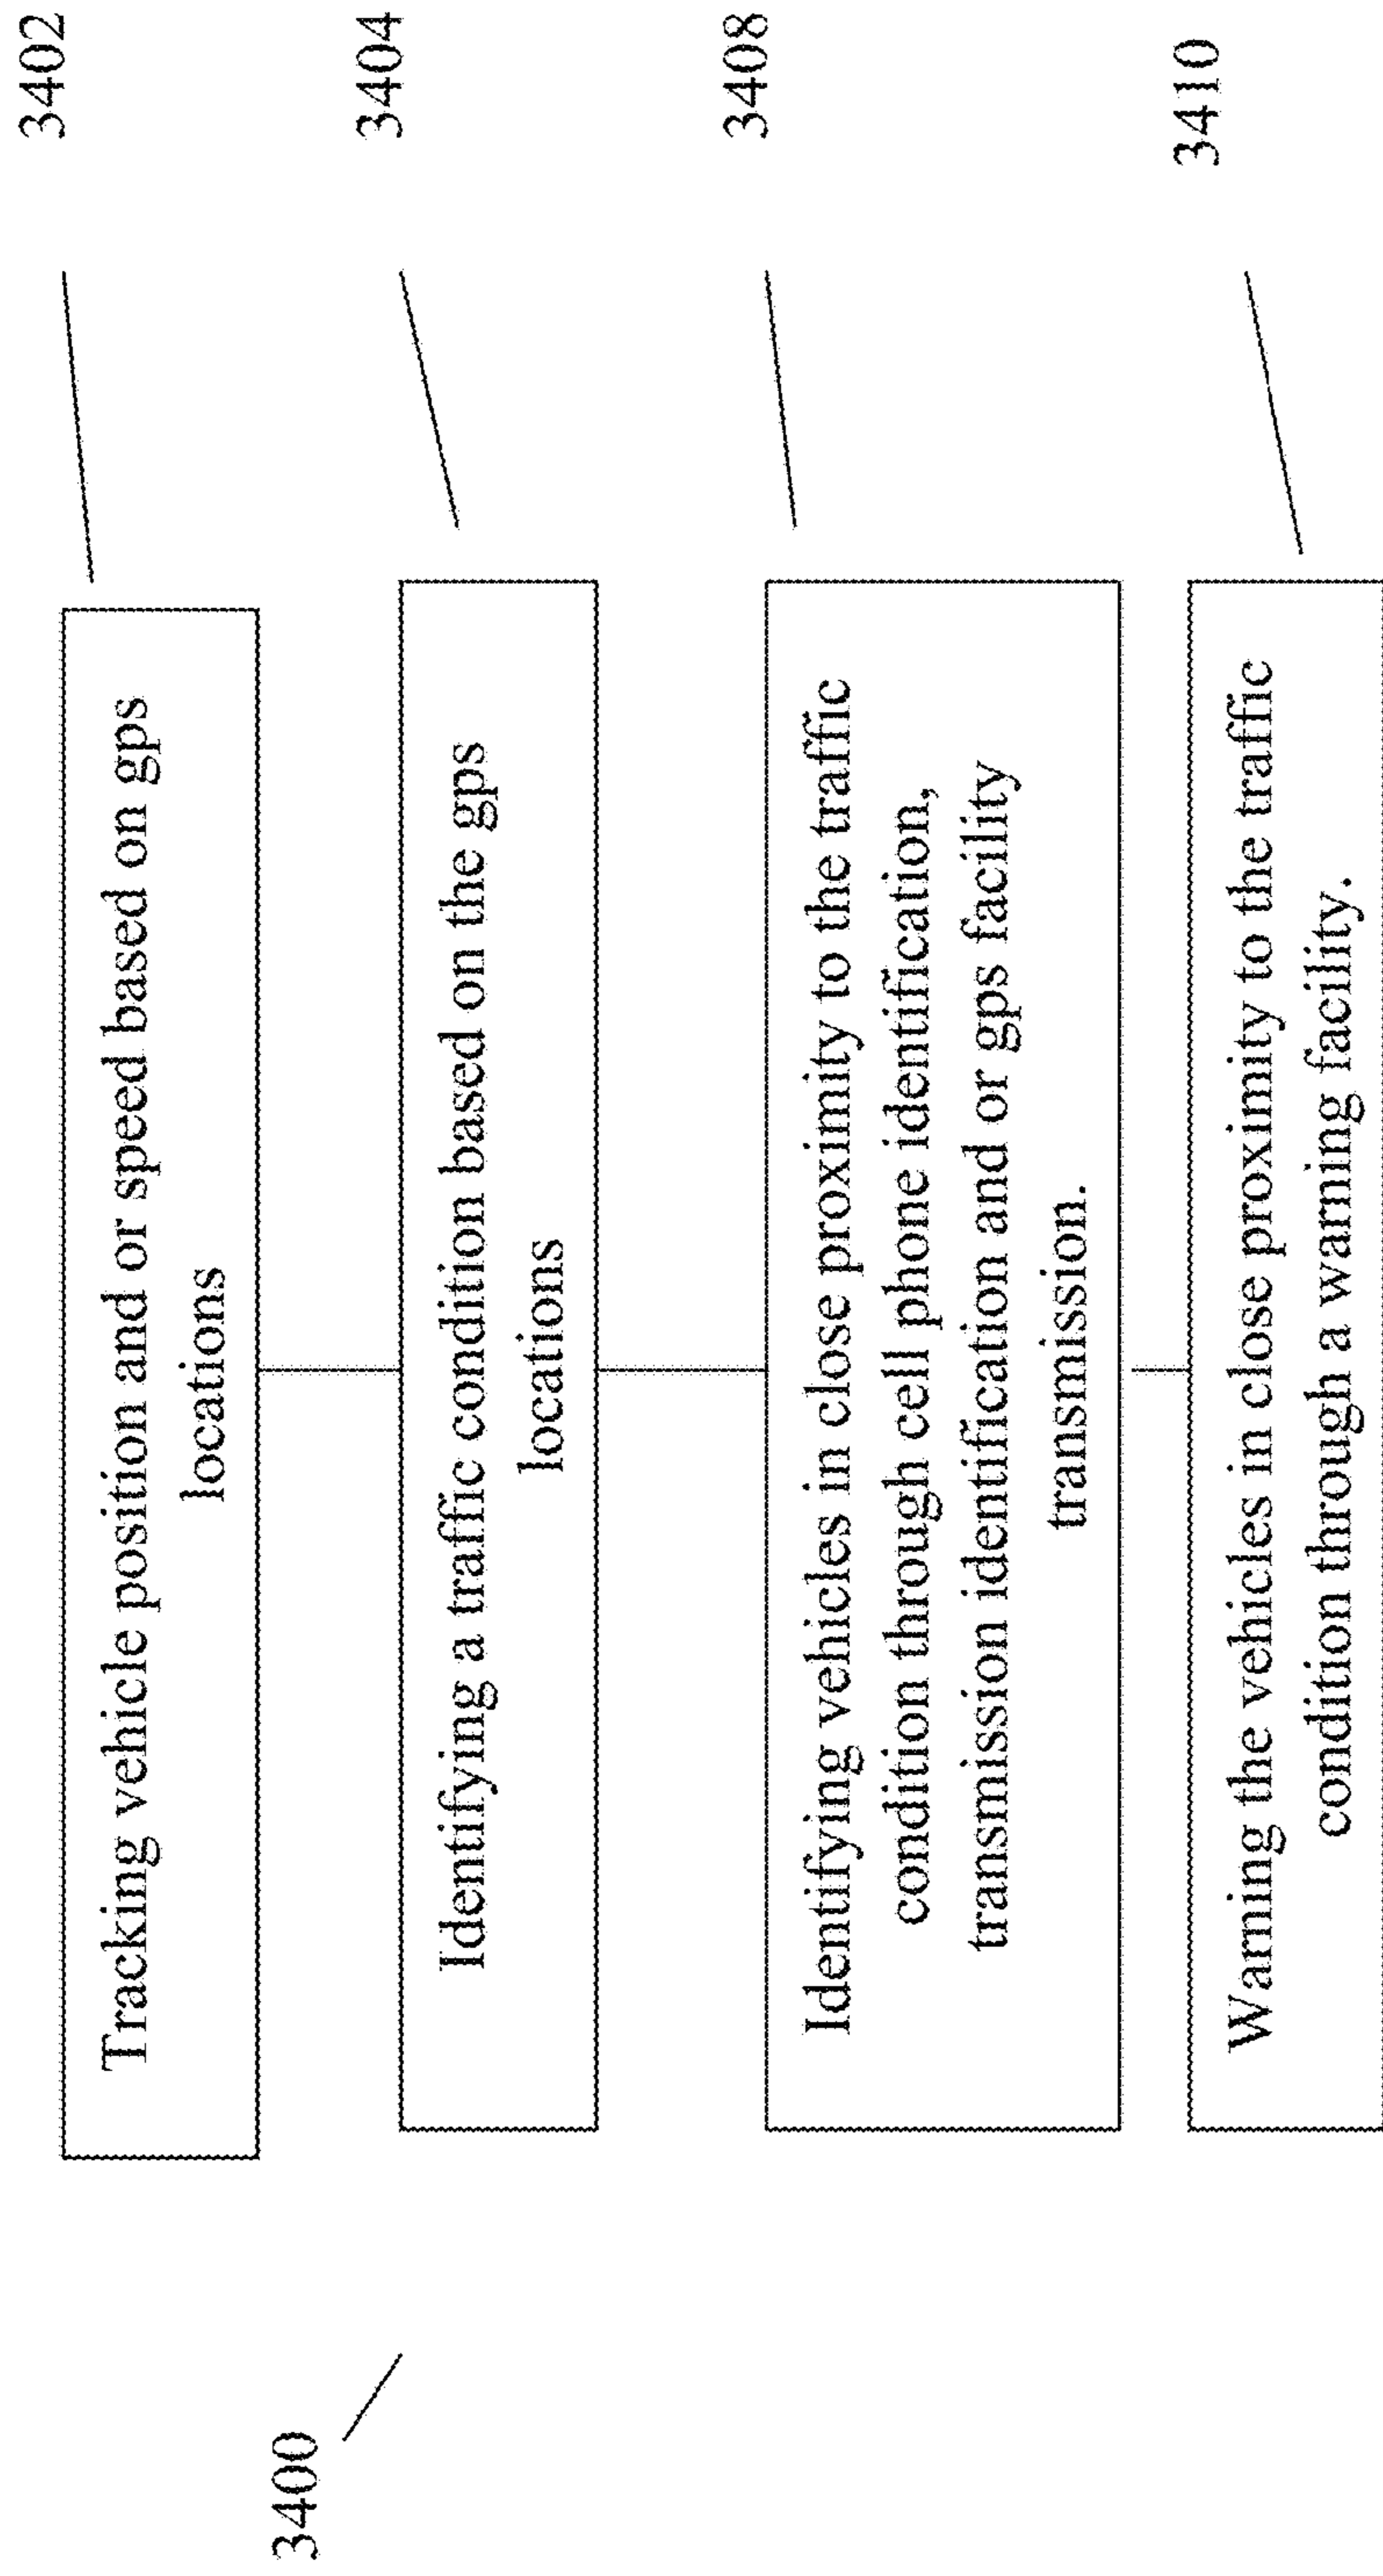 3400
3402
Tracking vehicle position and or speed based on gps
locations
3404
Identifying a traffic condition based on the gps
locations
3408
Identifying vehicles in close proximity to the traffic
condition through cell phone identification,
transmission identification and or gps facility
transmission.
3410
Warning the vehicles in close proximity to the traffic
condition through a warning facility.